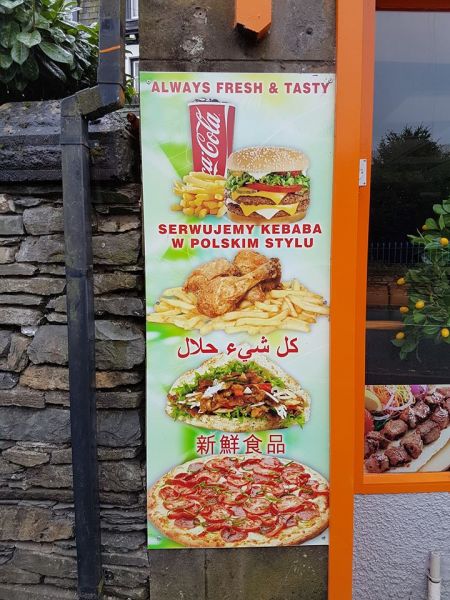 ALWAYS FRESH & TASTY
Coca-Cola
SERWUJEMY KEBABA
W POLSKIM STYLU
كل شيء حلال
新鮮食品